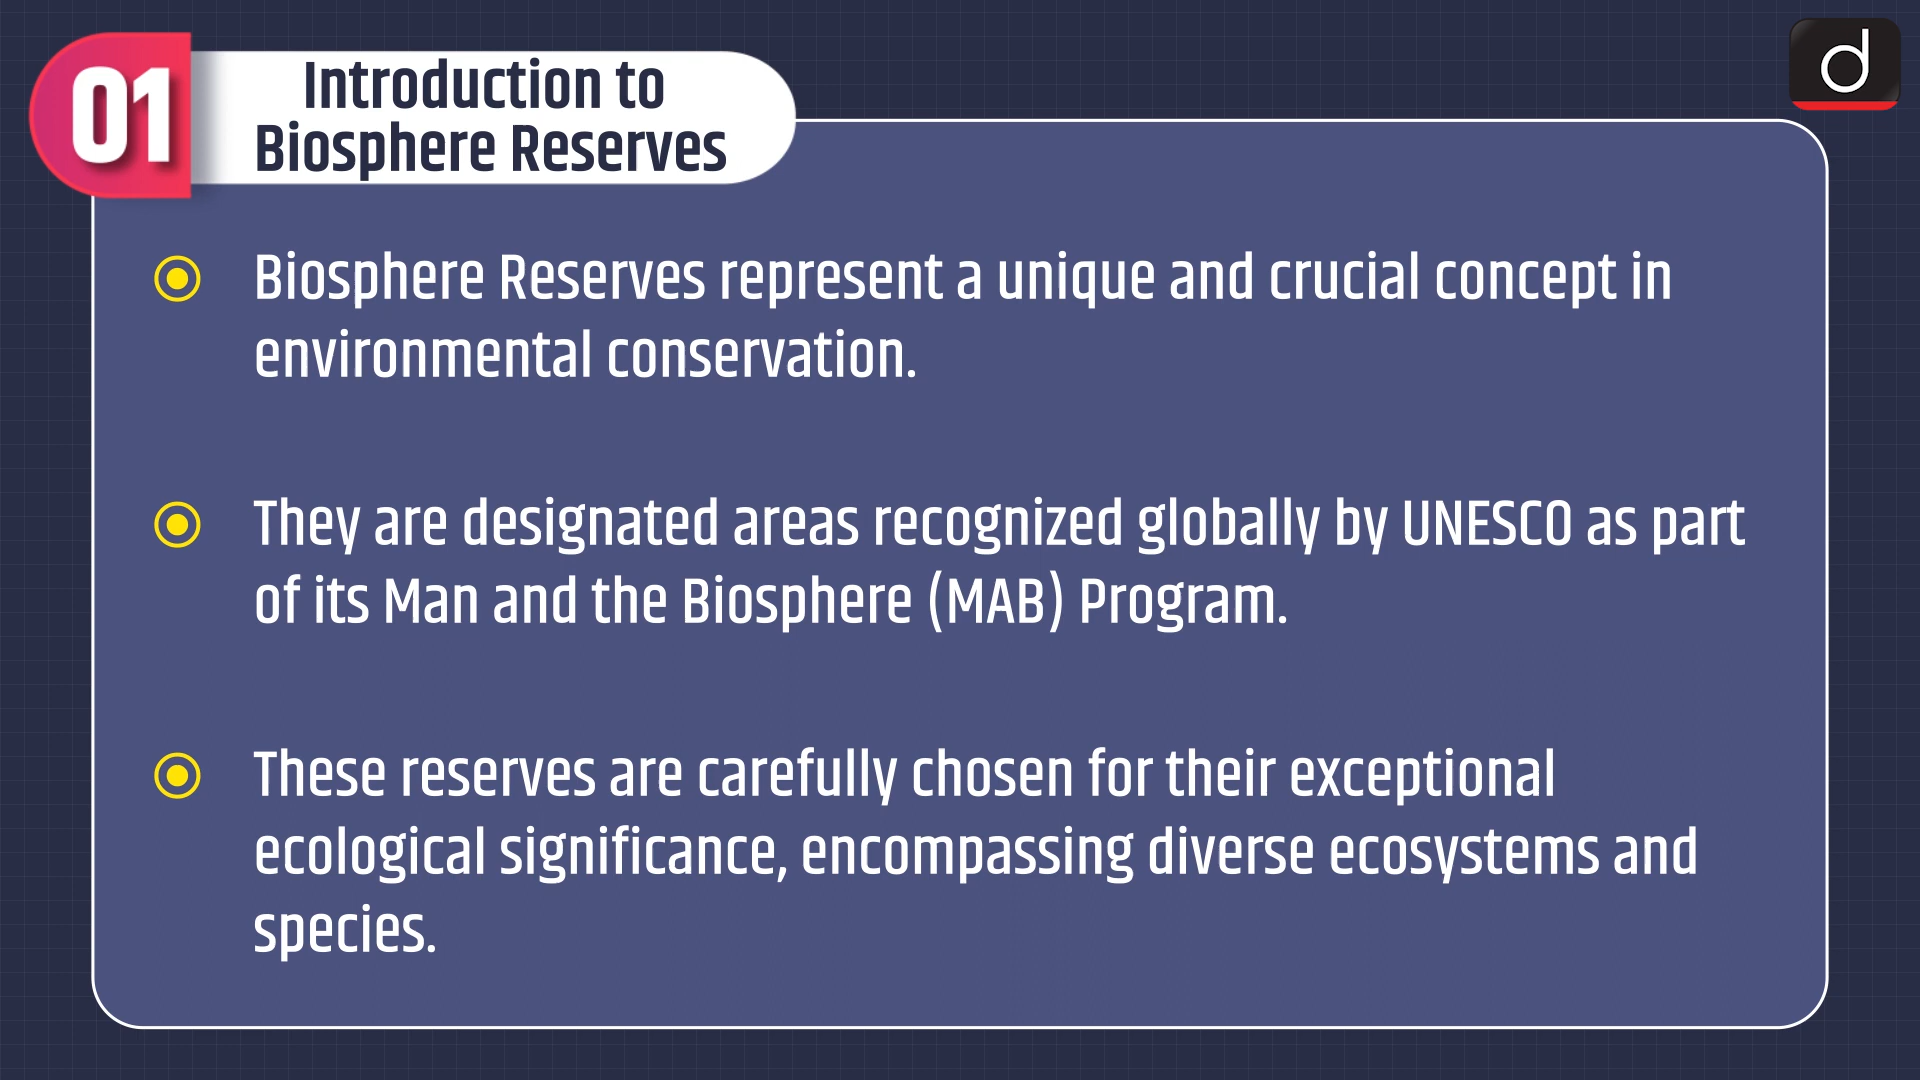 01
Introduction to
Biosphere Reserves
d
Biosphere Reserves represent a unique and crucial concept in
environmental conservation.
They are designated areas recognized globally by UNESCO as part
of its Man and the Biosphere (MAB) Program.
These reserves are carefully chosen for their exceptional
ecological significance, encompassing diverse ecosystems and
species.